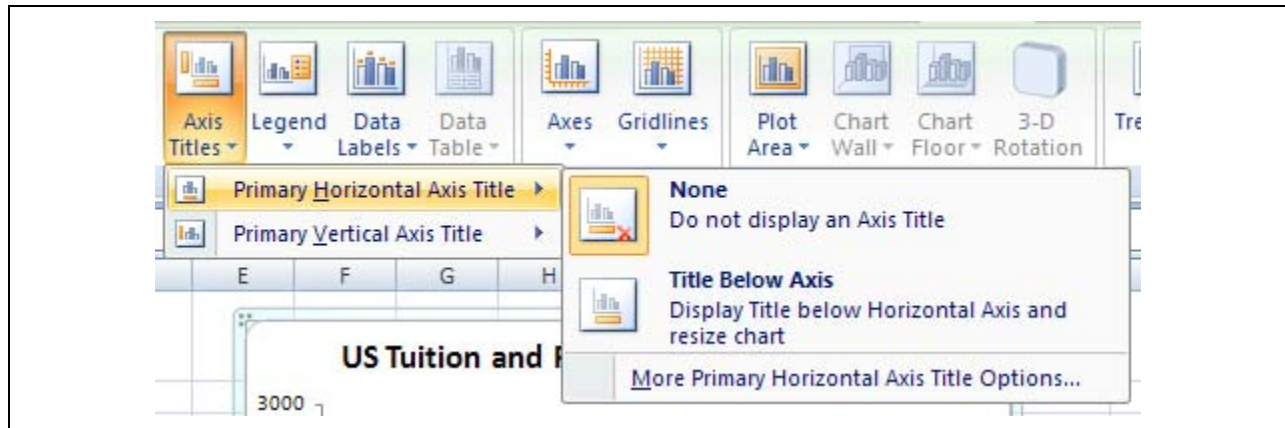 Axis Titles
Legend
Data Labels
Data Table
Axes
Gridlines
Plot Area
Chart Wall
Chart Floor
3-D Rotation
Primary Horizontal Axis Title
Primary Vertical Axis Title
None
Do not display an Axis Title
Title Below Axis
Display Title below Horizontal Axis and
resize chart
More Primary Horizontal Axis Title Options...
E F G H
US Tuition and
3000